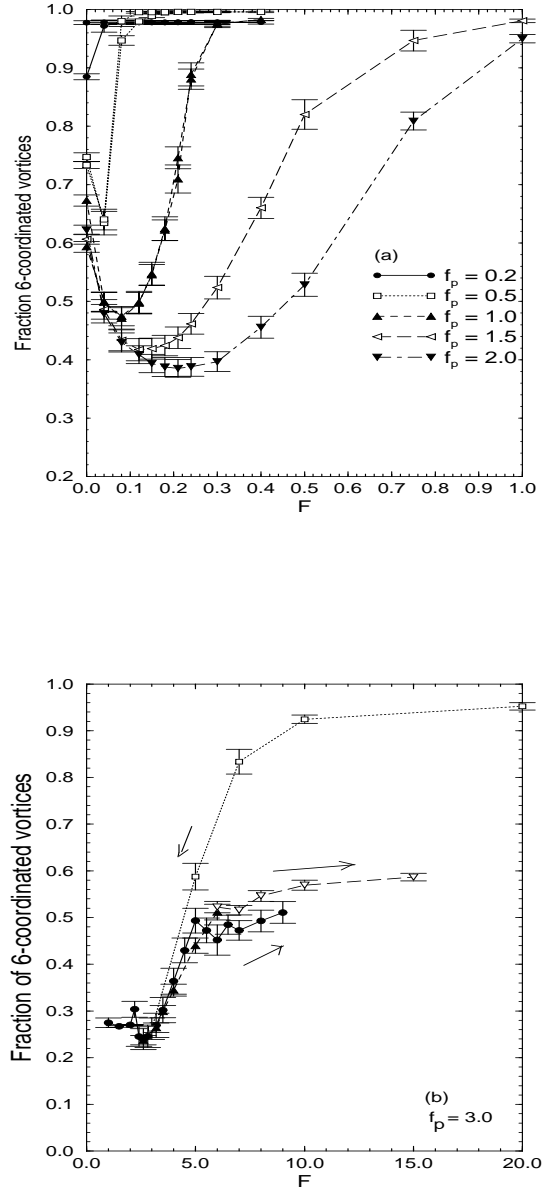 1.0
0.9
0.8
0.7
0.6
0.5
0.4
0.3
0.2
Fraction 6-coordinated vortices
(a)
f_p = 0.2
f_p = 0.5
f_p = 1.0
f_p = 1.5
f_p = 2.0
0.0 0.1 0.2 0.3 0.4 0.5 0.6 0.7 0.8 0.9 1.0
F
1.0
0.9
0.8
0.7
0.6
0.5
0.4
0.3
0.2
0.1
0.0
Fraction of 6-coordinated vortices
(b)
f_p = 3.0
0.0 5.0 10.0 15.0 20.0
F